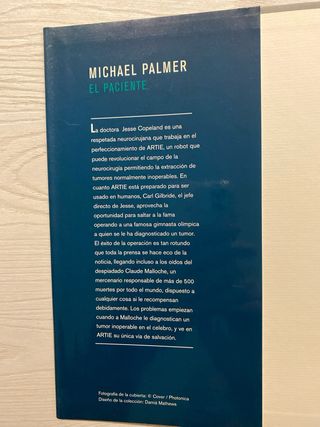 MICHAEL PALMER
EL PACIENTE
La doctora Jesse Copeland es una
respetada neurocirujana que trabaja en el
perfeccionamiento de ARTIE, un robot que
puede revolucionar el campo de la
neurocirugía permitiendo la extracción de
tumores normalmente inoperables. En
cuanto ARTIE está preparado para ser
usado en humanos, Carl Gilbride, el jefe
directo de Jesse, aprovecha la
oportunidad para saltar a la fama
operando a una famosa gimnasta olímpica
a quien se le ha diagnosticado un tumor.
El éxito de la operación es tan rotundo
que toda la prensa se hace eco de la
noticia, llegando incluso a los oídos del
despiadado Claude Malloche, un
mercenario responsable de más de 500
muertes por todo el mundo, dispuesto a
cualquier cosa si le recompensan
debidamente. Los problemas empiezan
cuando a Malloche le diagnostican un
tumor inoperable en el celebro, y ve en
ARTIE su única vía de salvación.
Fotografía de la cubierta: © Cover / Photonica
Diseño de la colección: Danió Mathews